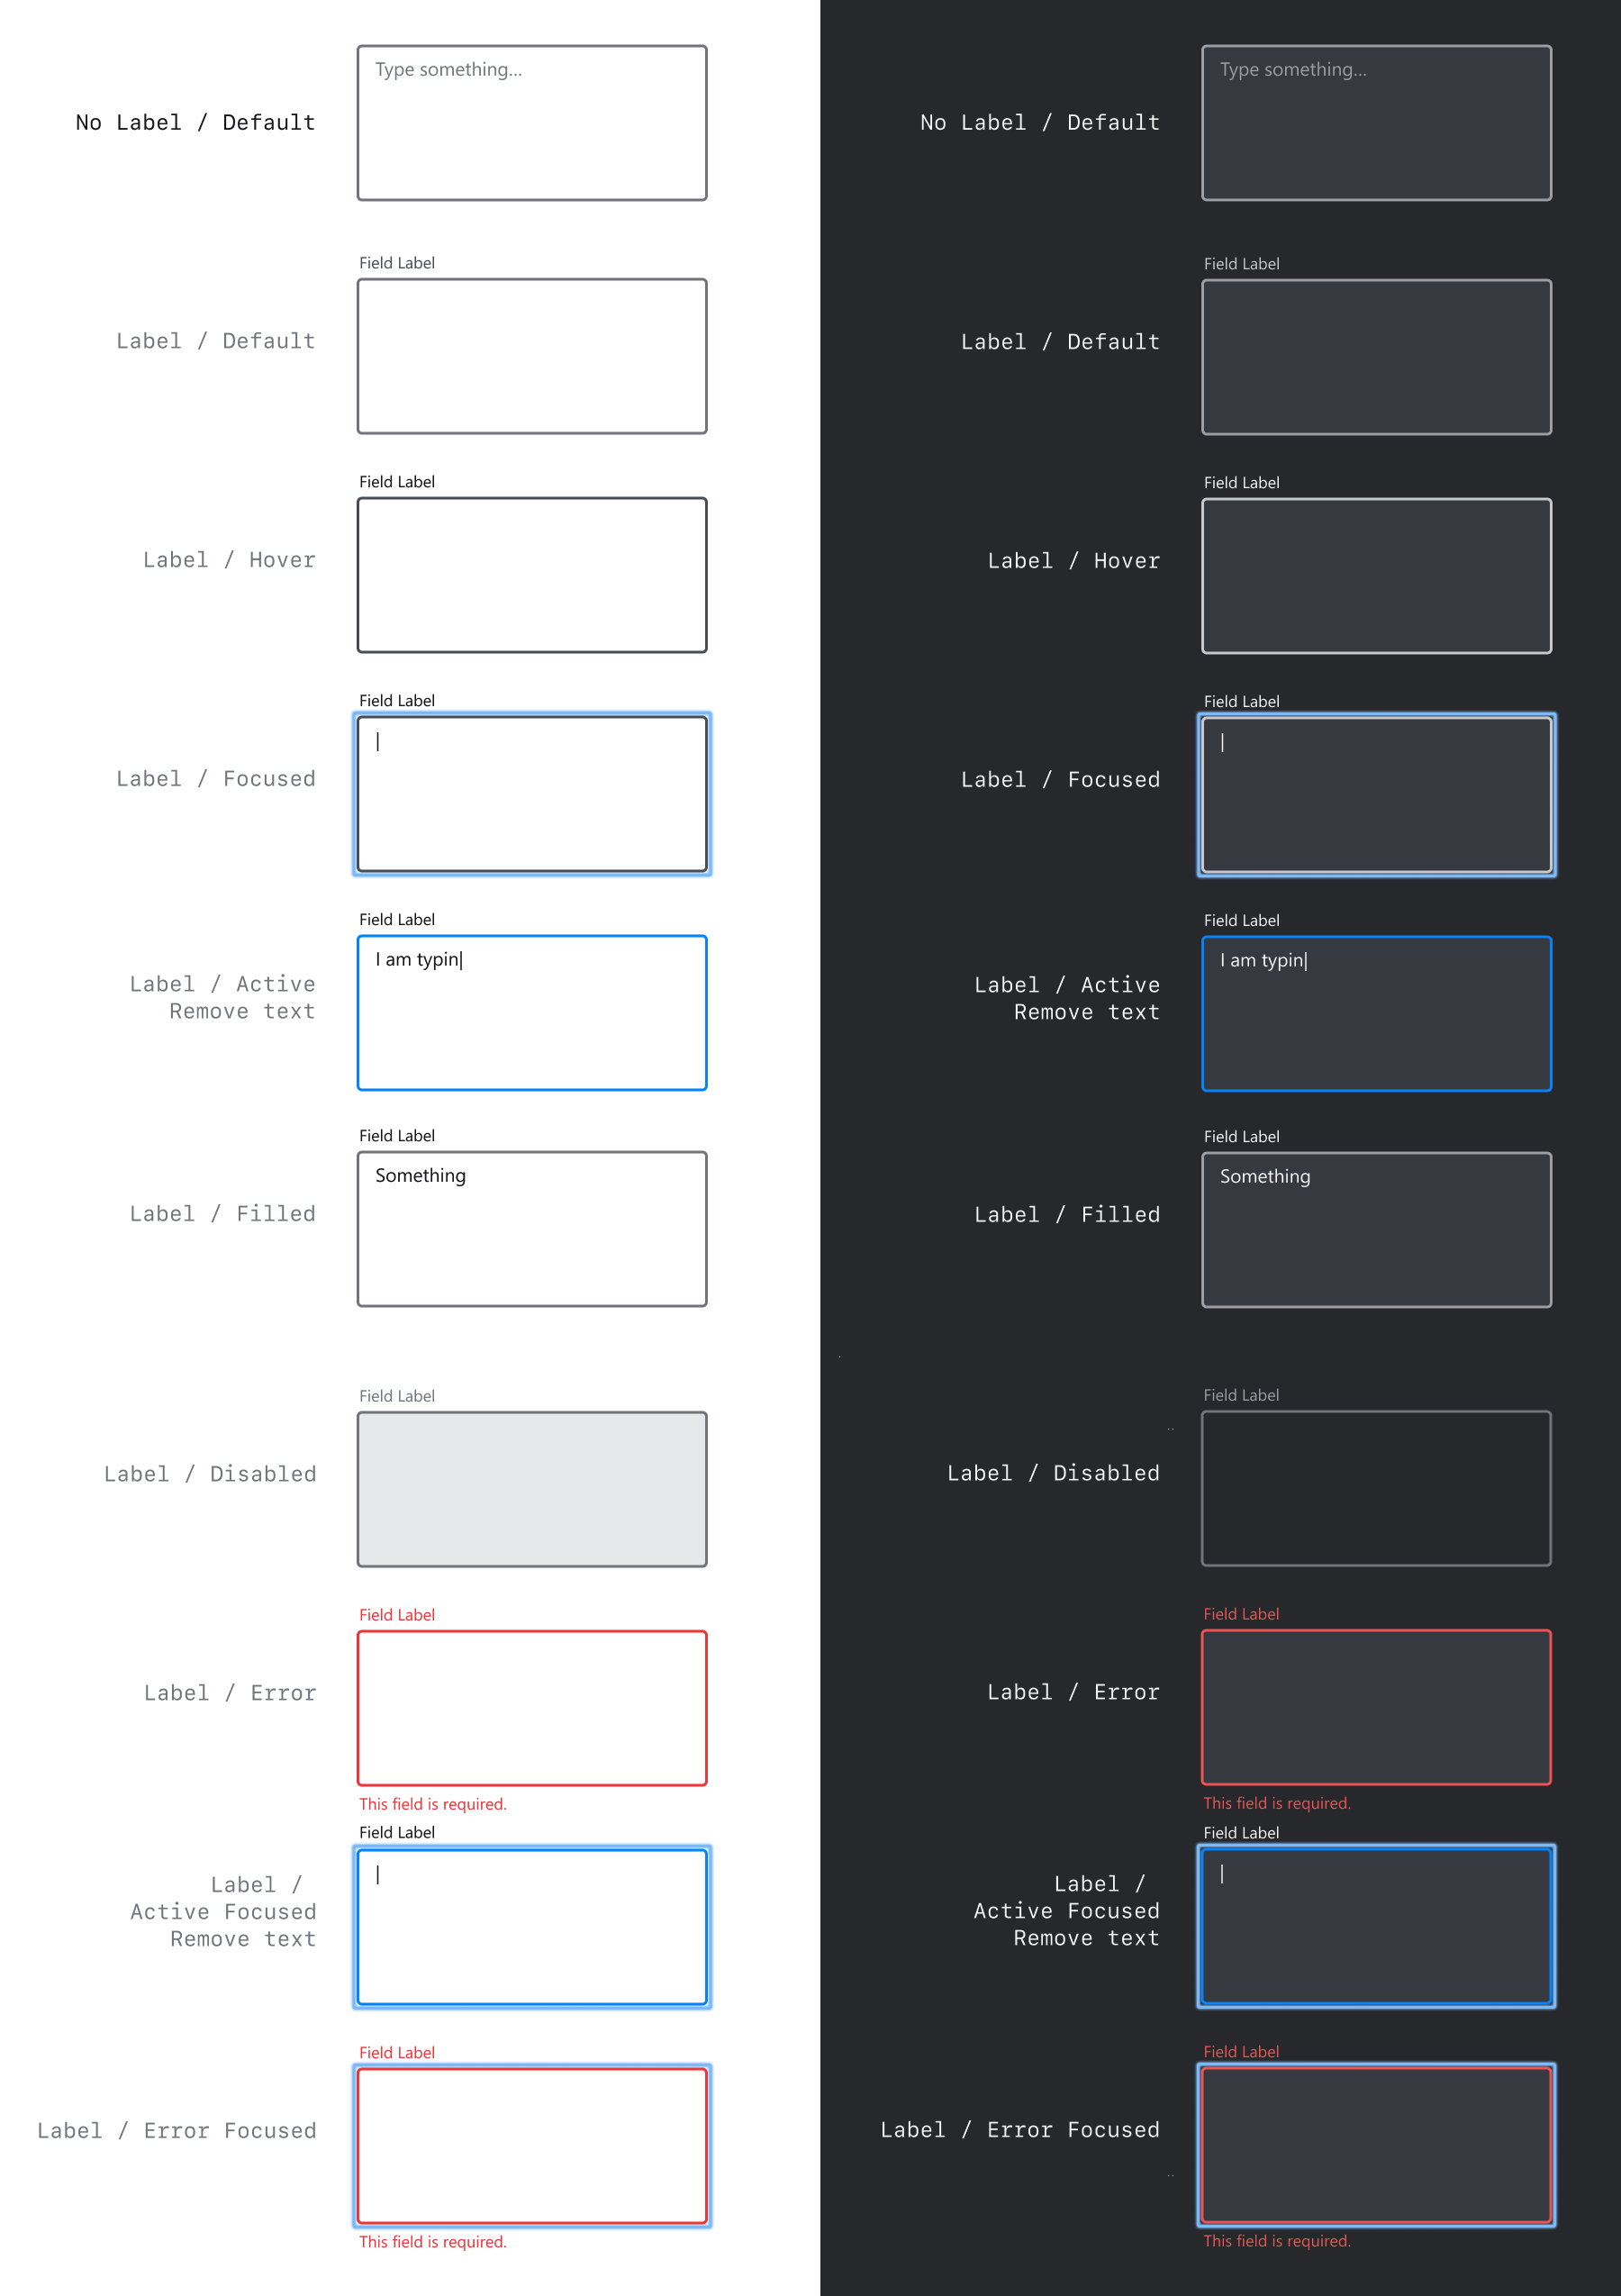 Type something...
No Label / Default
Field Label
Label / Default
Field Label
Label / Hover
Field Label
Label / Focused
Field Label
I am typin
Label / Active
Remove text
Field Label
Something
Label / Filled
Field Label
Label / Disabled
Field Label
Label / Error
This field is required.
Field Label
Label /
Active Focused
Remove text
Field Label
Label / Error Focused
This field is required.
Type something...
No Label / Default
Field Label
Label / Default
Field Label
Label / Hover
Field Label
Label / Focused
Field Label
I am typin
Label / Active
Remove text
Field Label
Something
Label / Filled
Field Label
Label / Disabled
Field Label
Label / Error
This field is required.
Field Label
Label /
Active Focused
Remove text
Field Label
Label / Error Focused
This field is required.